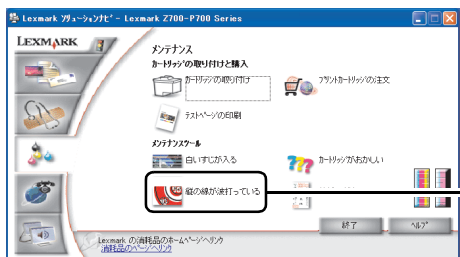 Lexmark ソリューションナビ - Lexmark Z700-P700 Series
LEXMARK
メンテナンス
カートリッジの取り付けと購入
カートリッジの取り付け
プリントカートリッジの注文
テストページの印刷
メンテナンスツール
白いすじが入る
カートリッジがおかしい
縦の線が波打っている
終了
ヘルプ
Lexmark の消耗品のホームページへリンク
消耗品のページへリンク